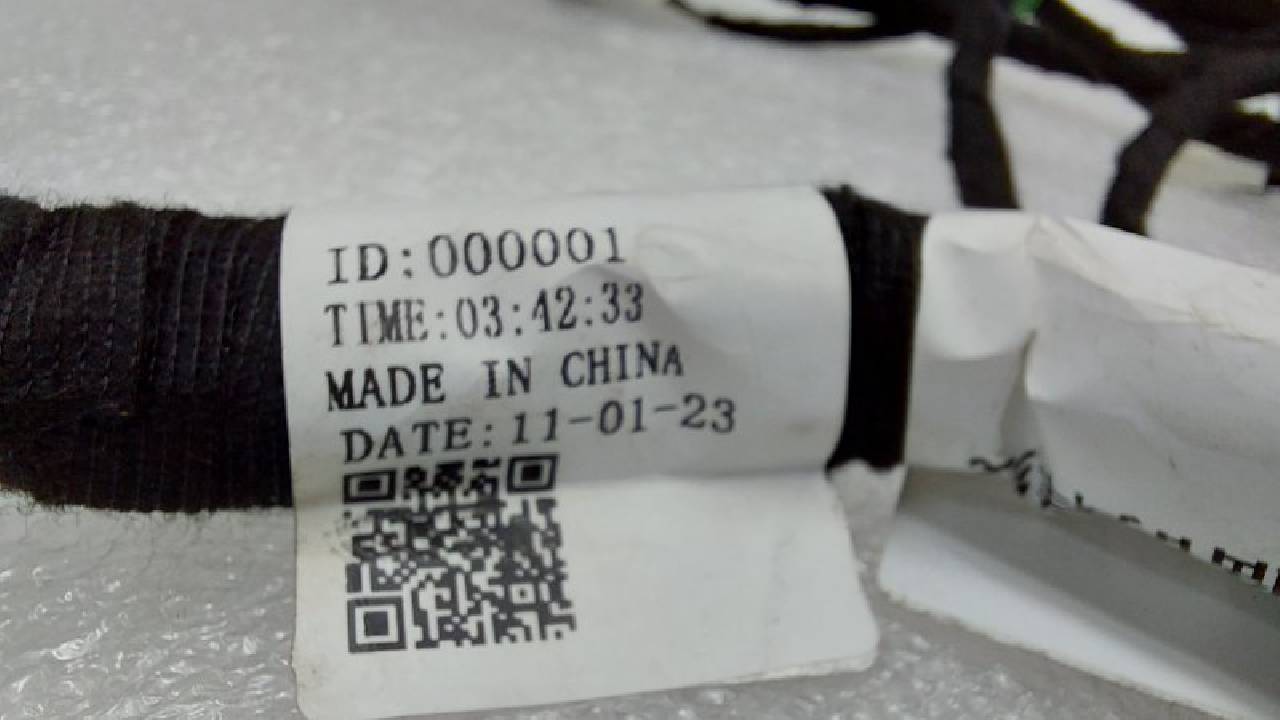 ID:000001
TIME:03:42:33
MADE IN CHINA
DATE:11-01-23